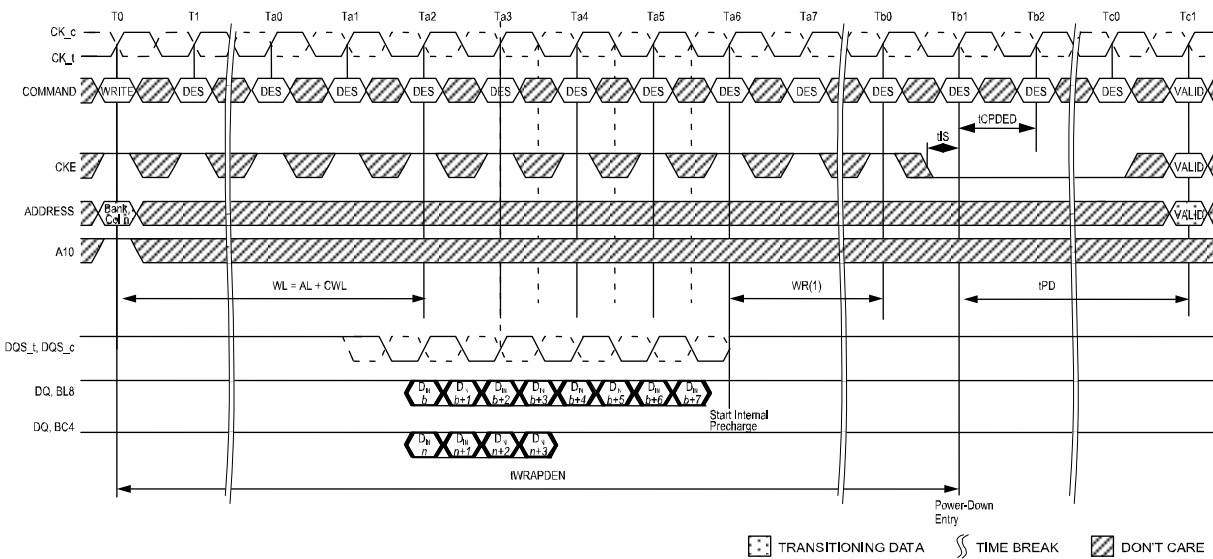 T0 T1 Ta0 Ta1 Ta2 Ta3 Ta4 Ta5 Ta6 Ta7 Tb0 Tb1 Tb2 Tc0 Tc1
CK_c
CK_t
COMMAND WRITE DES DES DES DES DES DES DES DES DES DES DES DES DES VALID
tCPDED
tIS
CKE VALID
ADDRESS Bank, Col n VALID
A10
WL = AL + CWL WR(1) tPD
DQS_t, DQS_c
DQ, BL8 DIN b DIN b+1 DIN b+2 DIN b+3 DIN b+4 DIN b+5 DIN b+6 DIN b+7
Start Internal
Precharge
DQ, BC4 DIN n DIN n+1 DIN n+2 DIN n+3
tWRAPDEN
Power-Down
Entry
TRANSITIONING DATA TIME BREAK DON'T CARE